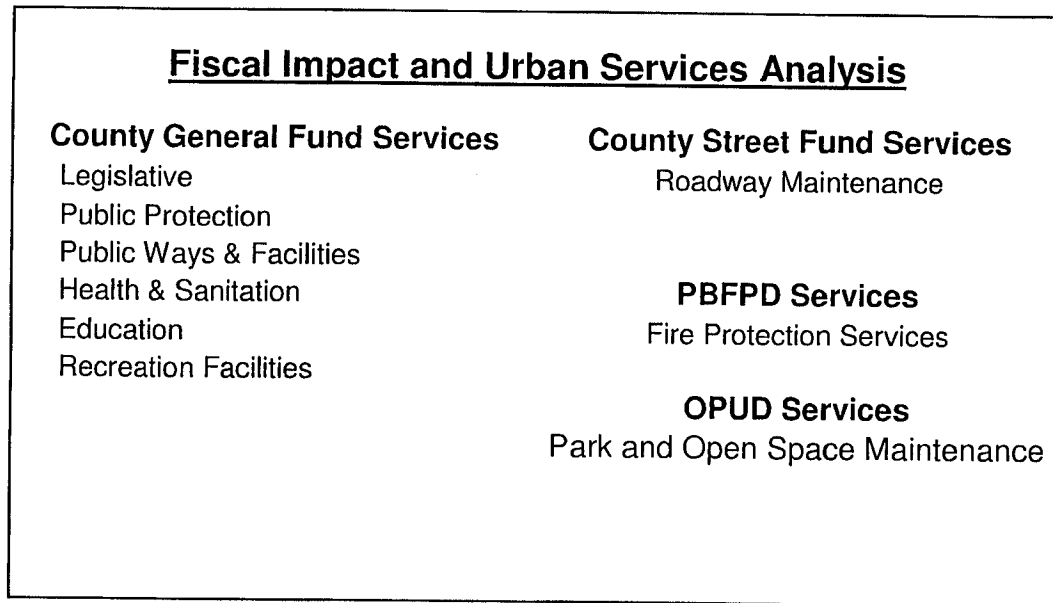 Fiscal Impact and Urban Services Analysis
County General Fund Services
Legislative
Public Protection
Public Ways & Facilities
Health & Sanitation
Education
Recreation Facilities
County Street Fund Services
Roadway Maintenance
PBFPD Services
Fire Protection Services
OPUD Services
Park and Open Space Maintenance